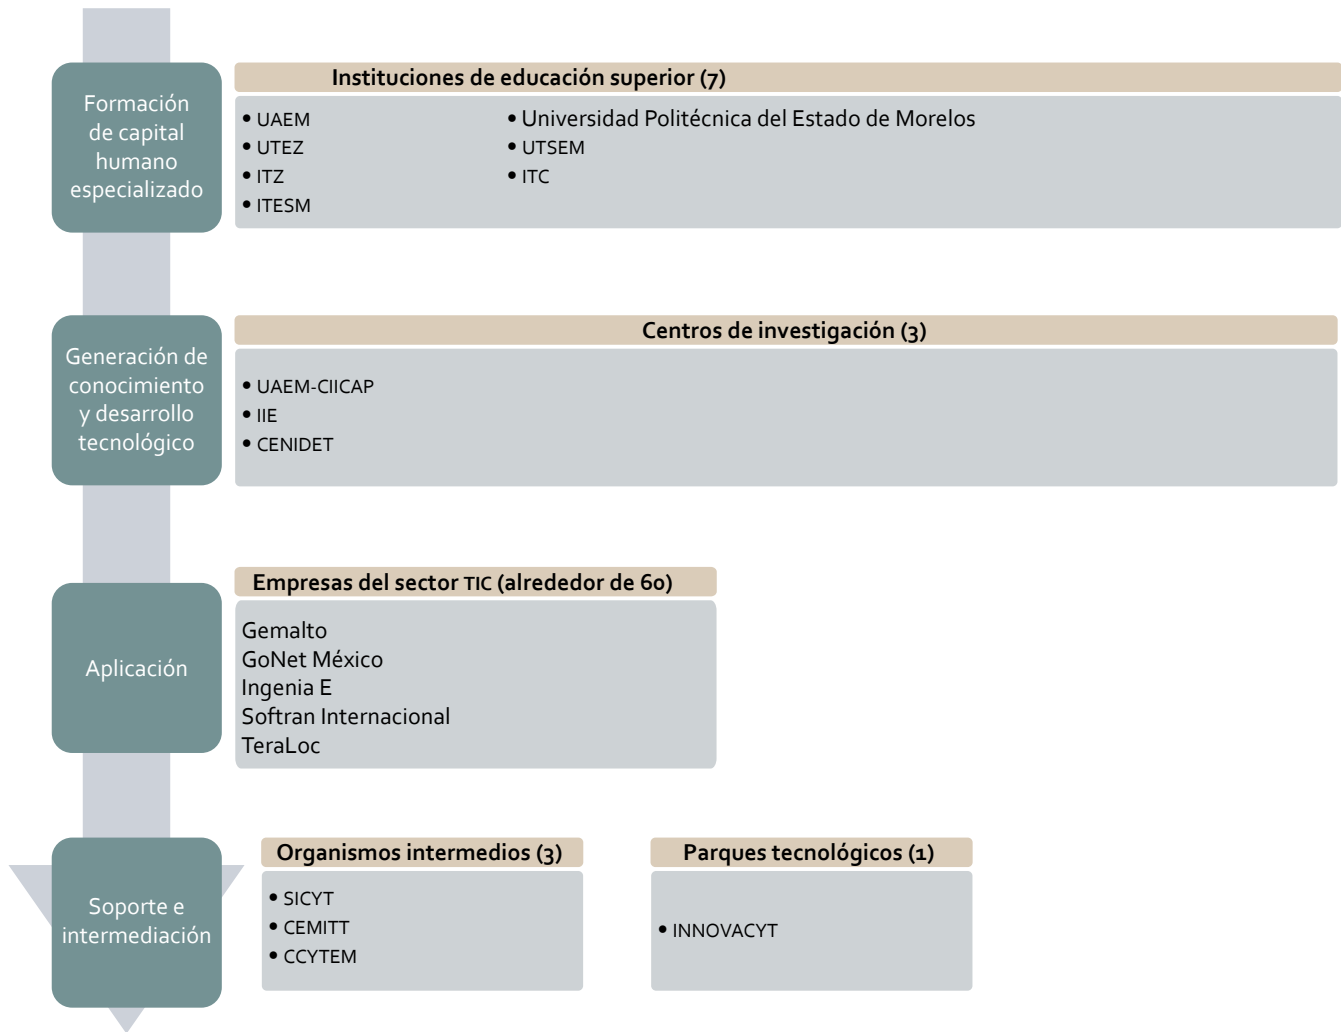 Formación
de capital
humano
especializado
Instituciones de educación superior (7)
• UAEM
• UTEZ
• ITZ
• ITESM
• Universidad Politécnica del Estado de Morelos
• UTSEM
• ITC
Generación de
conocimiento
y desarrollo
tecnológico
Centros de investigación (3)
• UAEM-CIICAP
• IIE
• CENIDET
Aplicación
Empresas del sector TIC (alrededor de 60)
Gemalto
GoNet México
Ingenia E
Softran Internacional
TeraLoc
Soporte e
intermediación
Organismos intermedios (3)
• SICYT
• CEMITT
• CCYTEM
Parques tecnológicos (1)
• INNOVACYT